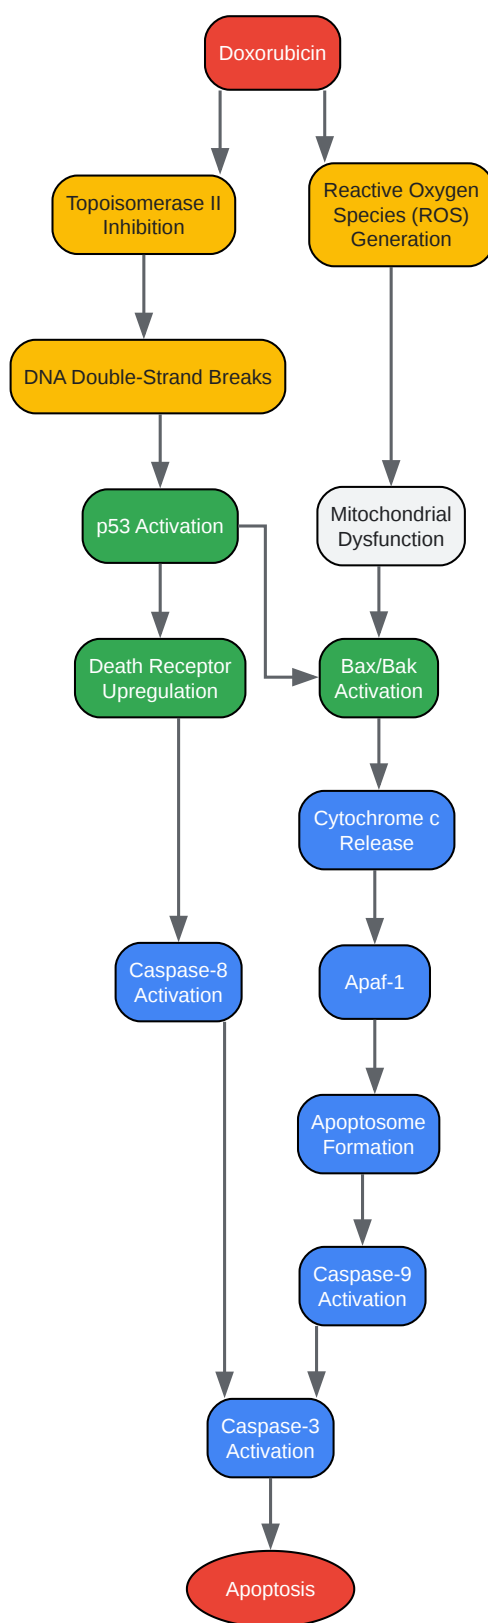 Doxorubicin
Topoisomerase II
Inhibition
Reactive Oxygen
Species (ROS)
Generation
DNA Double-Strand Breaks
p53 Activation
Mitochondrial
Dysfunction
Death Receptor
Upregulation
Bax/Bak
Activation
Cytochrome c
Release
Caspase-8
Activation
Apaf-1
Apoptosome
Formation
Caspase-9
Activation
Caspase-3
Activation
Apoptosis